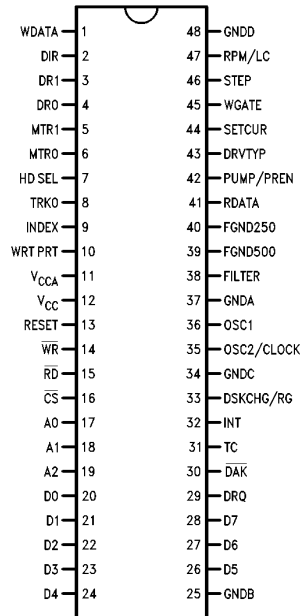 WDATA 1 48 GNDD
DIR 2 47 RPM/LC
DR1 3 46 STEP
DR0 4 45 WGATE
MTR1 5 44 SETCUR
MTR0 6 43 DRVTYP
HD SEL 7 42 PUMP/PREN
TRK0 8 41 RDATA
INDEX 9 40 FGND250
WRT PRT 10 39 FGND500
VCCA 11 38 FILTER
VCC 12 37 GNDA
RESET 13 36 OSC1
W̅R̅ 14 35 OSC2/CLOCK
R̅D̅ 15 34 GNDC
C̅S̅ 16 33 DSKCHG/RG
A0 17 32 INT
A1 18 31 TC
A2 19 30 D̅A̅K̅
D0 20 29 DRQ
D1 21 28 D7
D2 22 27 D6
D3 23 26 D5
D4 24 25 GNDB